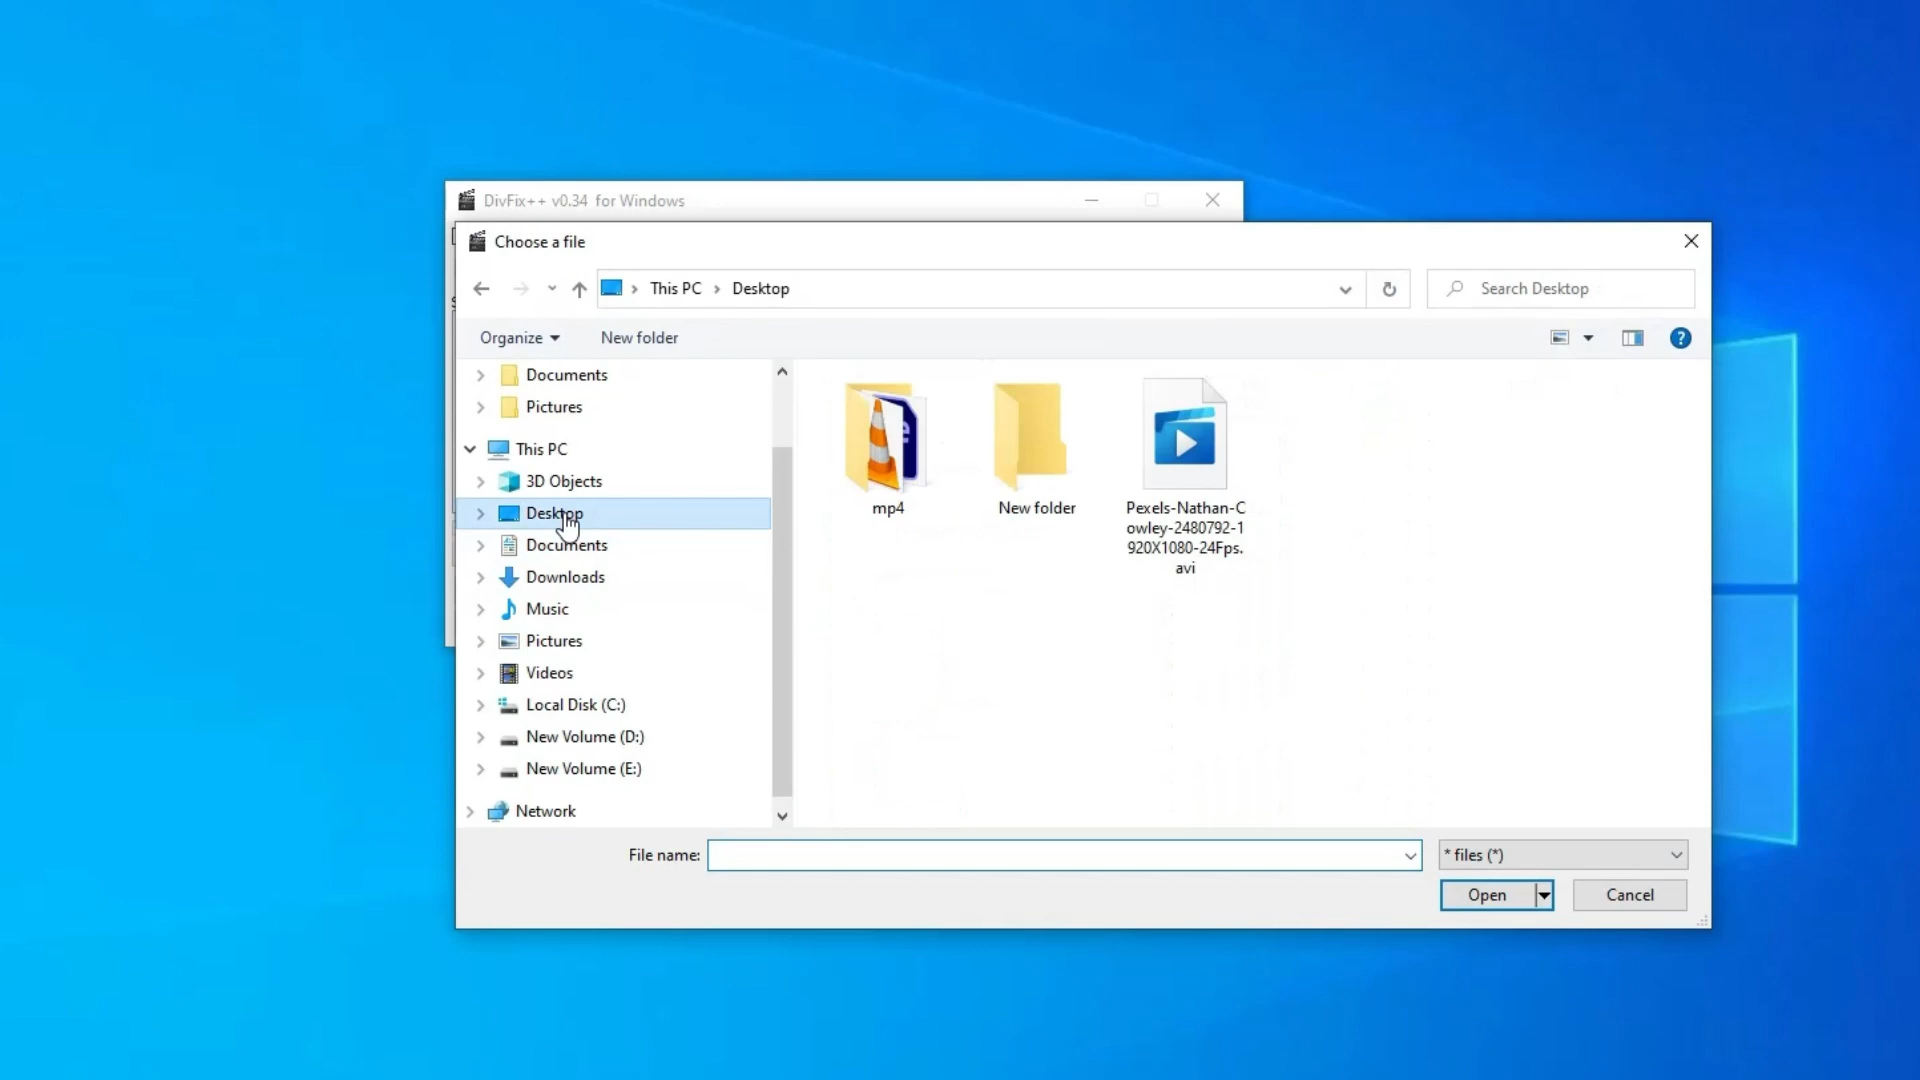 DivFix++ v0.34 for Windows
Choose a file
This PC
Desktop
Search Desktop
Organize
New folder
Documents
Pictures
This PC
3D Objects
Desktop
Documents
Downloads
Music
Pictures
Videos
Local Disk (C:)
New Volume (D:)
New Volume (E:)
Network
mp4
New folder
Pexels-Nathan-C
owley-2480792-1
920X1080-24Fps.
avi
File name:
* files (*)
Open
Cancel